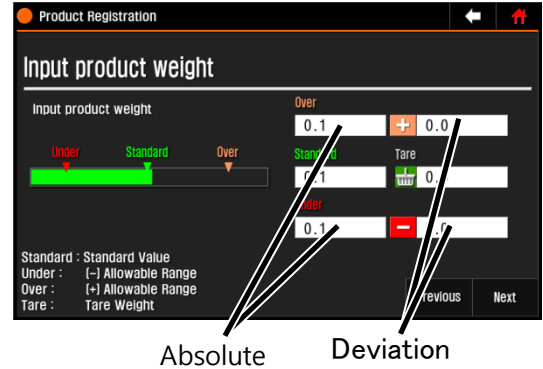 Product Registration
Input product weight
Input product weight
Under Standard Over
Over
0.1 + 0.0
Standard Tare
0.1
Under
0.1 −
Standard : Standard Value
Under : (-) Allowable Range
Over : (+) Allowable Range
Tare : Tare Weight
Next
Absolute
Deviation